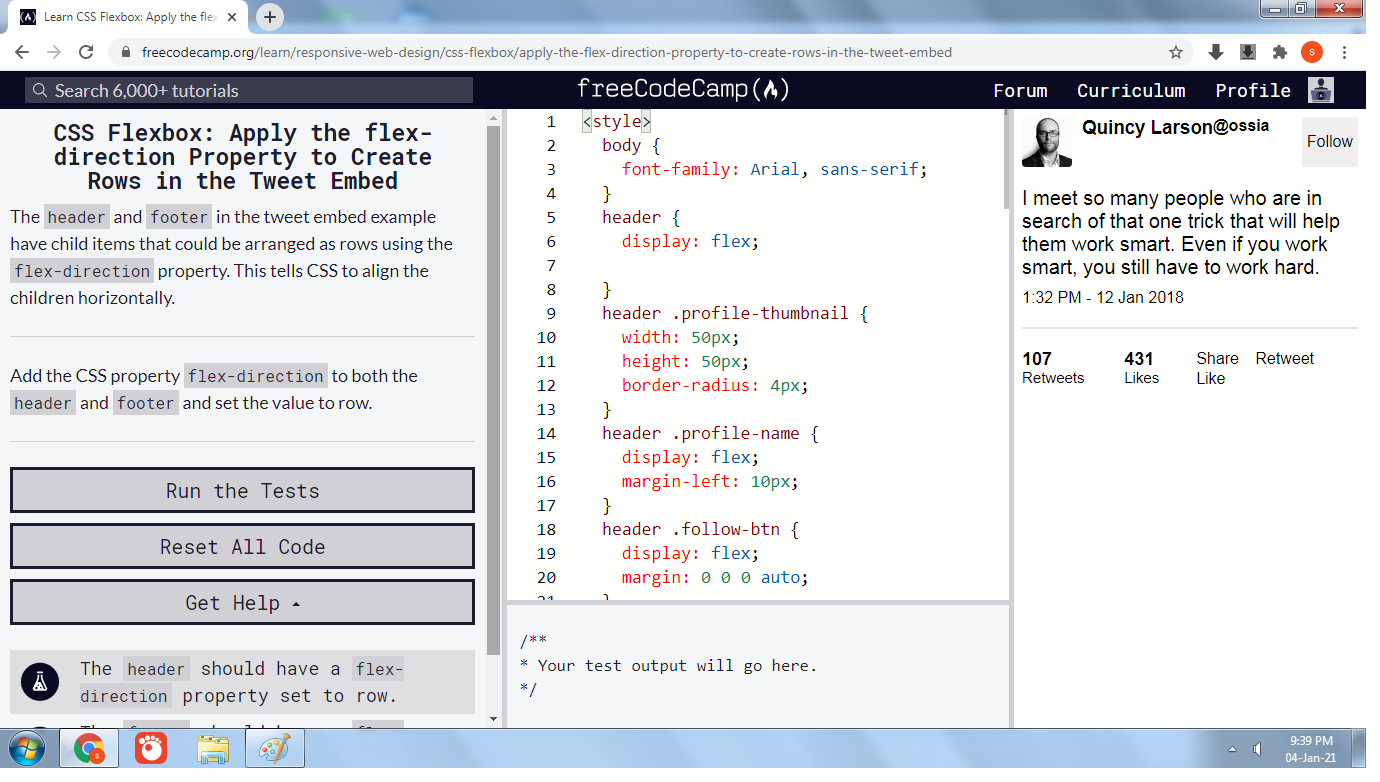 Learn CSS Flexbox: Apply the flex
freecodecamp.org/learn/responsive-web-design/css-flexbox/apply-the-flex-direction-property-to-create-rows-in-the-tweet-embed
S
Search 6,000+ tutorials
freeCodeCamp
Forum Curriculum Profile
CSS Flexbox: Apply the flex-
direction Property to Create
Rows in the Tweet Embed
The header and footer in the tweet embed example
have child items that could be arranged as rows using the
flex-direction property. This tells CSS to align the
children horizontally.
Add the CSS property flex-direction to both the
header and footer and set the value to row.
Run the Tests
Reset All Code
Get Help
The header should have a flex-
direction property set to row.
1 <style>
2 body {
3 font-family: Arial, sans-serif;
4 }
5 header {
6 display: flex;
7
8 }
9 header .profile-thumbnail {
10 width: 50px;
11 height: 50px;
12 border-radius: 4px;
13 }
14 header .profile-name {
15 display: flex;
16 margin-left: 10px;
17 }
18 header .follow-btn {
19 display: flex;
20 margin: 0 0 0 auto;
21 }
/**
* Your test output will go here.
*/
Quincy Larson@ossia
Follow
I meet so many people who are in
search of that one trick that will help
them work smart. Even if you work
smart, you still have to work hard.
1:32 PM - 12 Jan 2018
107 431 Share Retweet
Retweets Likes Like
S
9:39 PM
04-Jan-21